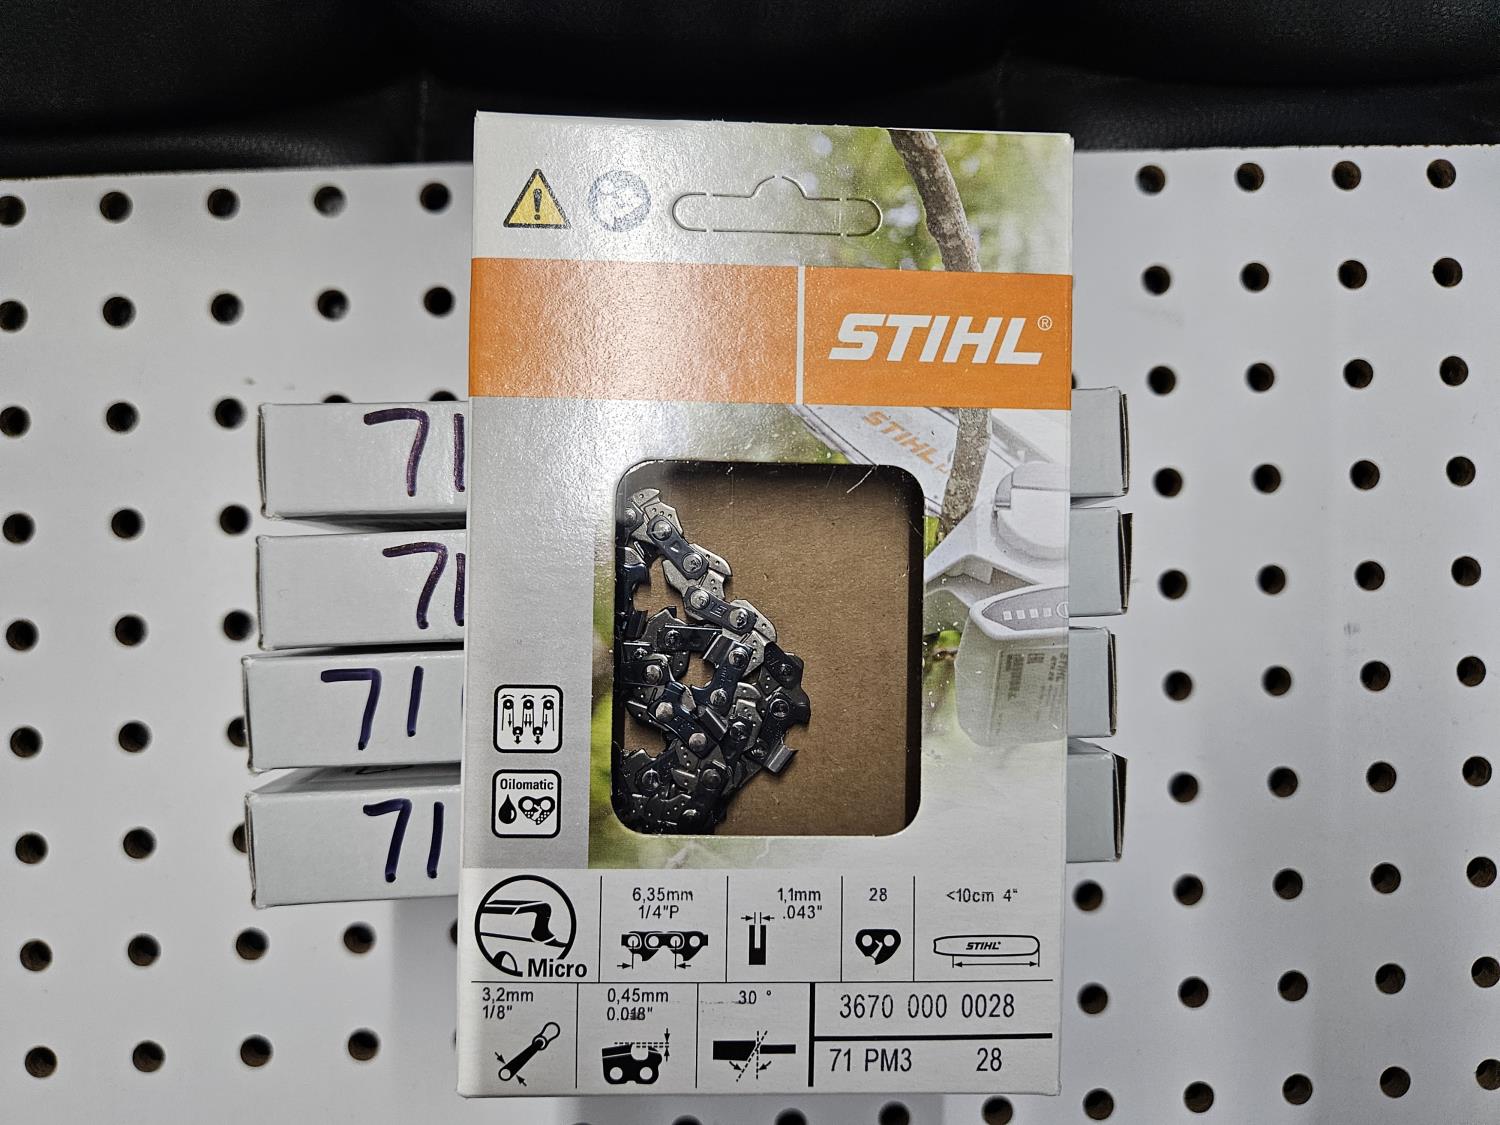 STIHL®
STIHL
71
71
71
71
Oilomatic
Micro
6,35mm
1/4"P
1,1mm
.043"
28
<10cm 4"
STIHL®
3,2mm
1/8"
0,45mm
30 °
3670 000 0028
71 PM3 28